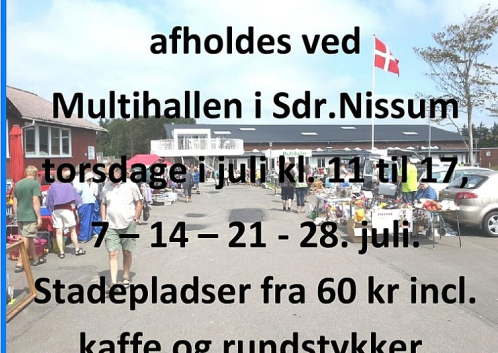 afholdes ved
Multihallen i Sdr.Nissum
torsdage i juli kl. 11 til 17,
7 – 14 – 21 - 28. juli.
Stadepladser fra 60 kr incl.
kaffe og rundstykker